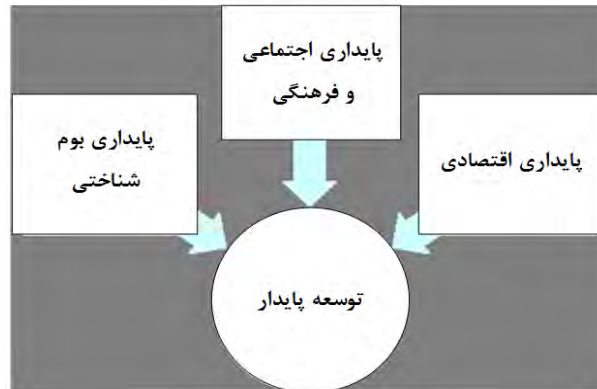 پایداری اجتماعی
و فرهنگی
پایداری اقتصادی
پایداری بوم
شناختی
توسعه پایدار